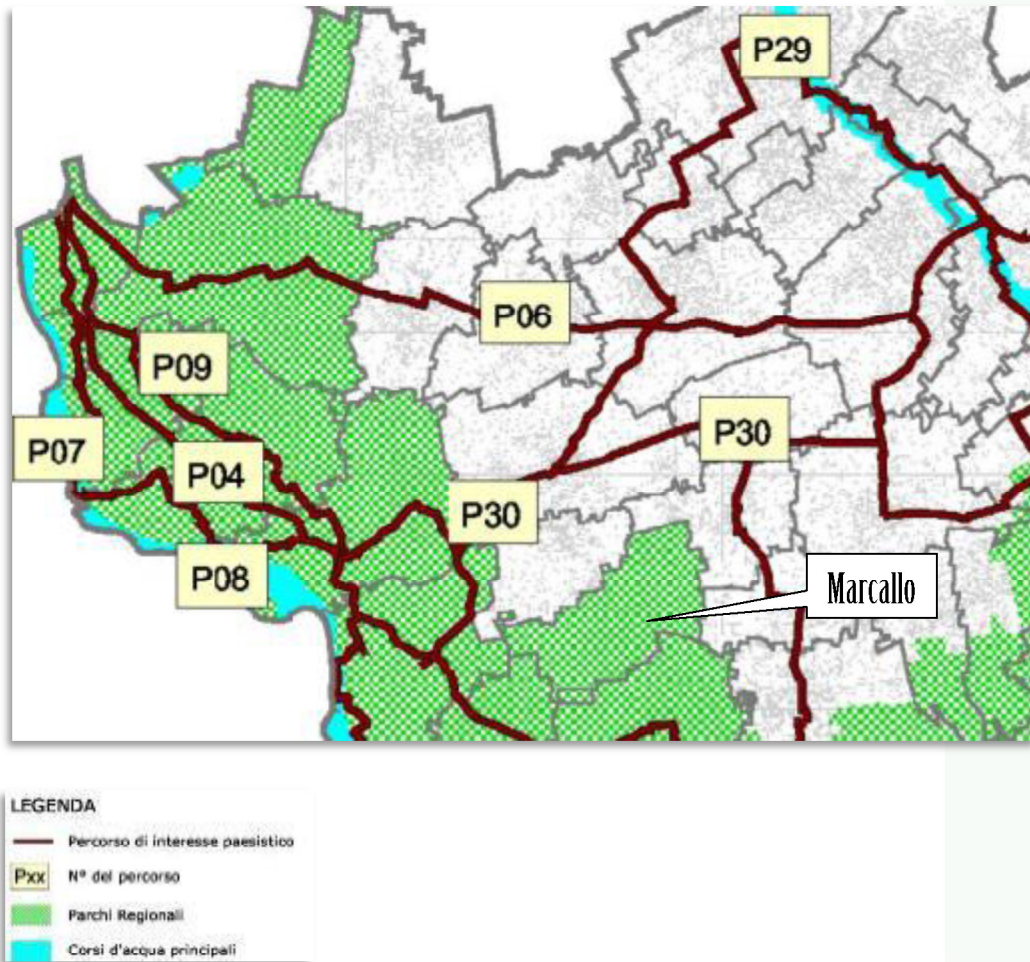 P29
P06
P09
P30
P07
P04
P30
P08
Marcallo
LEGENDA
Percorso di interesse paesistico
Pxx N° del percorso
Parchi Regionali
Corsi d'acqua principali